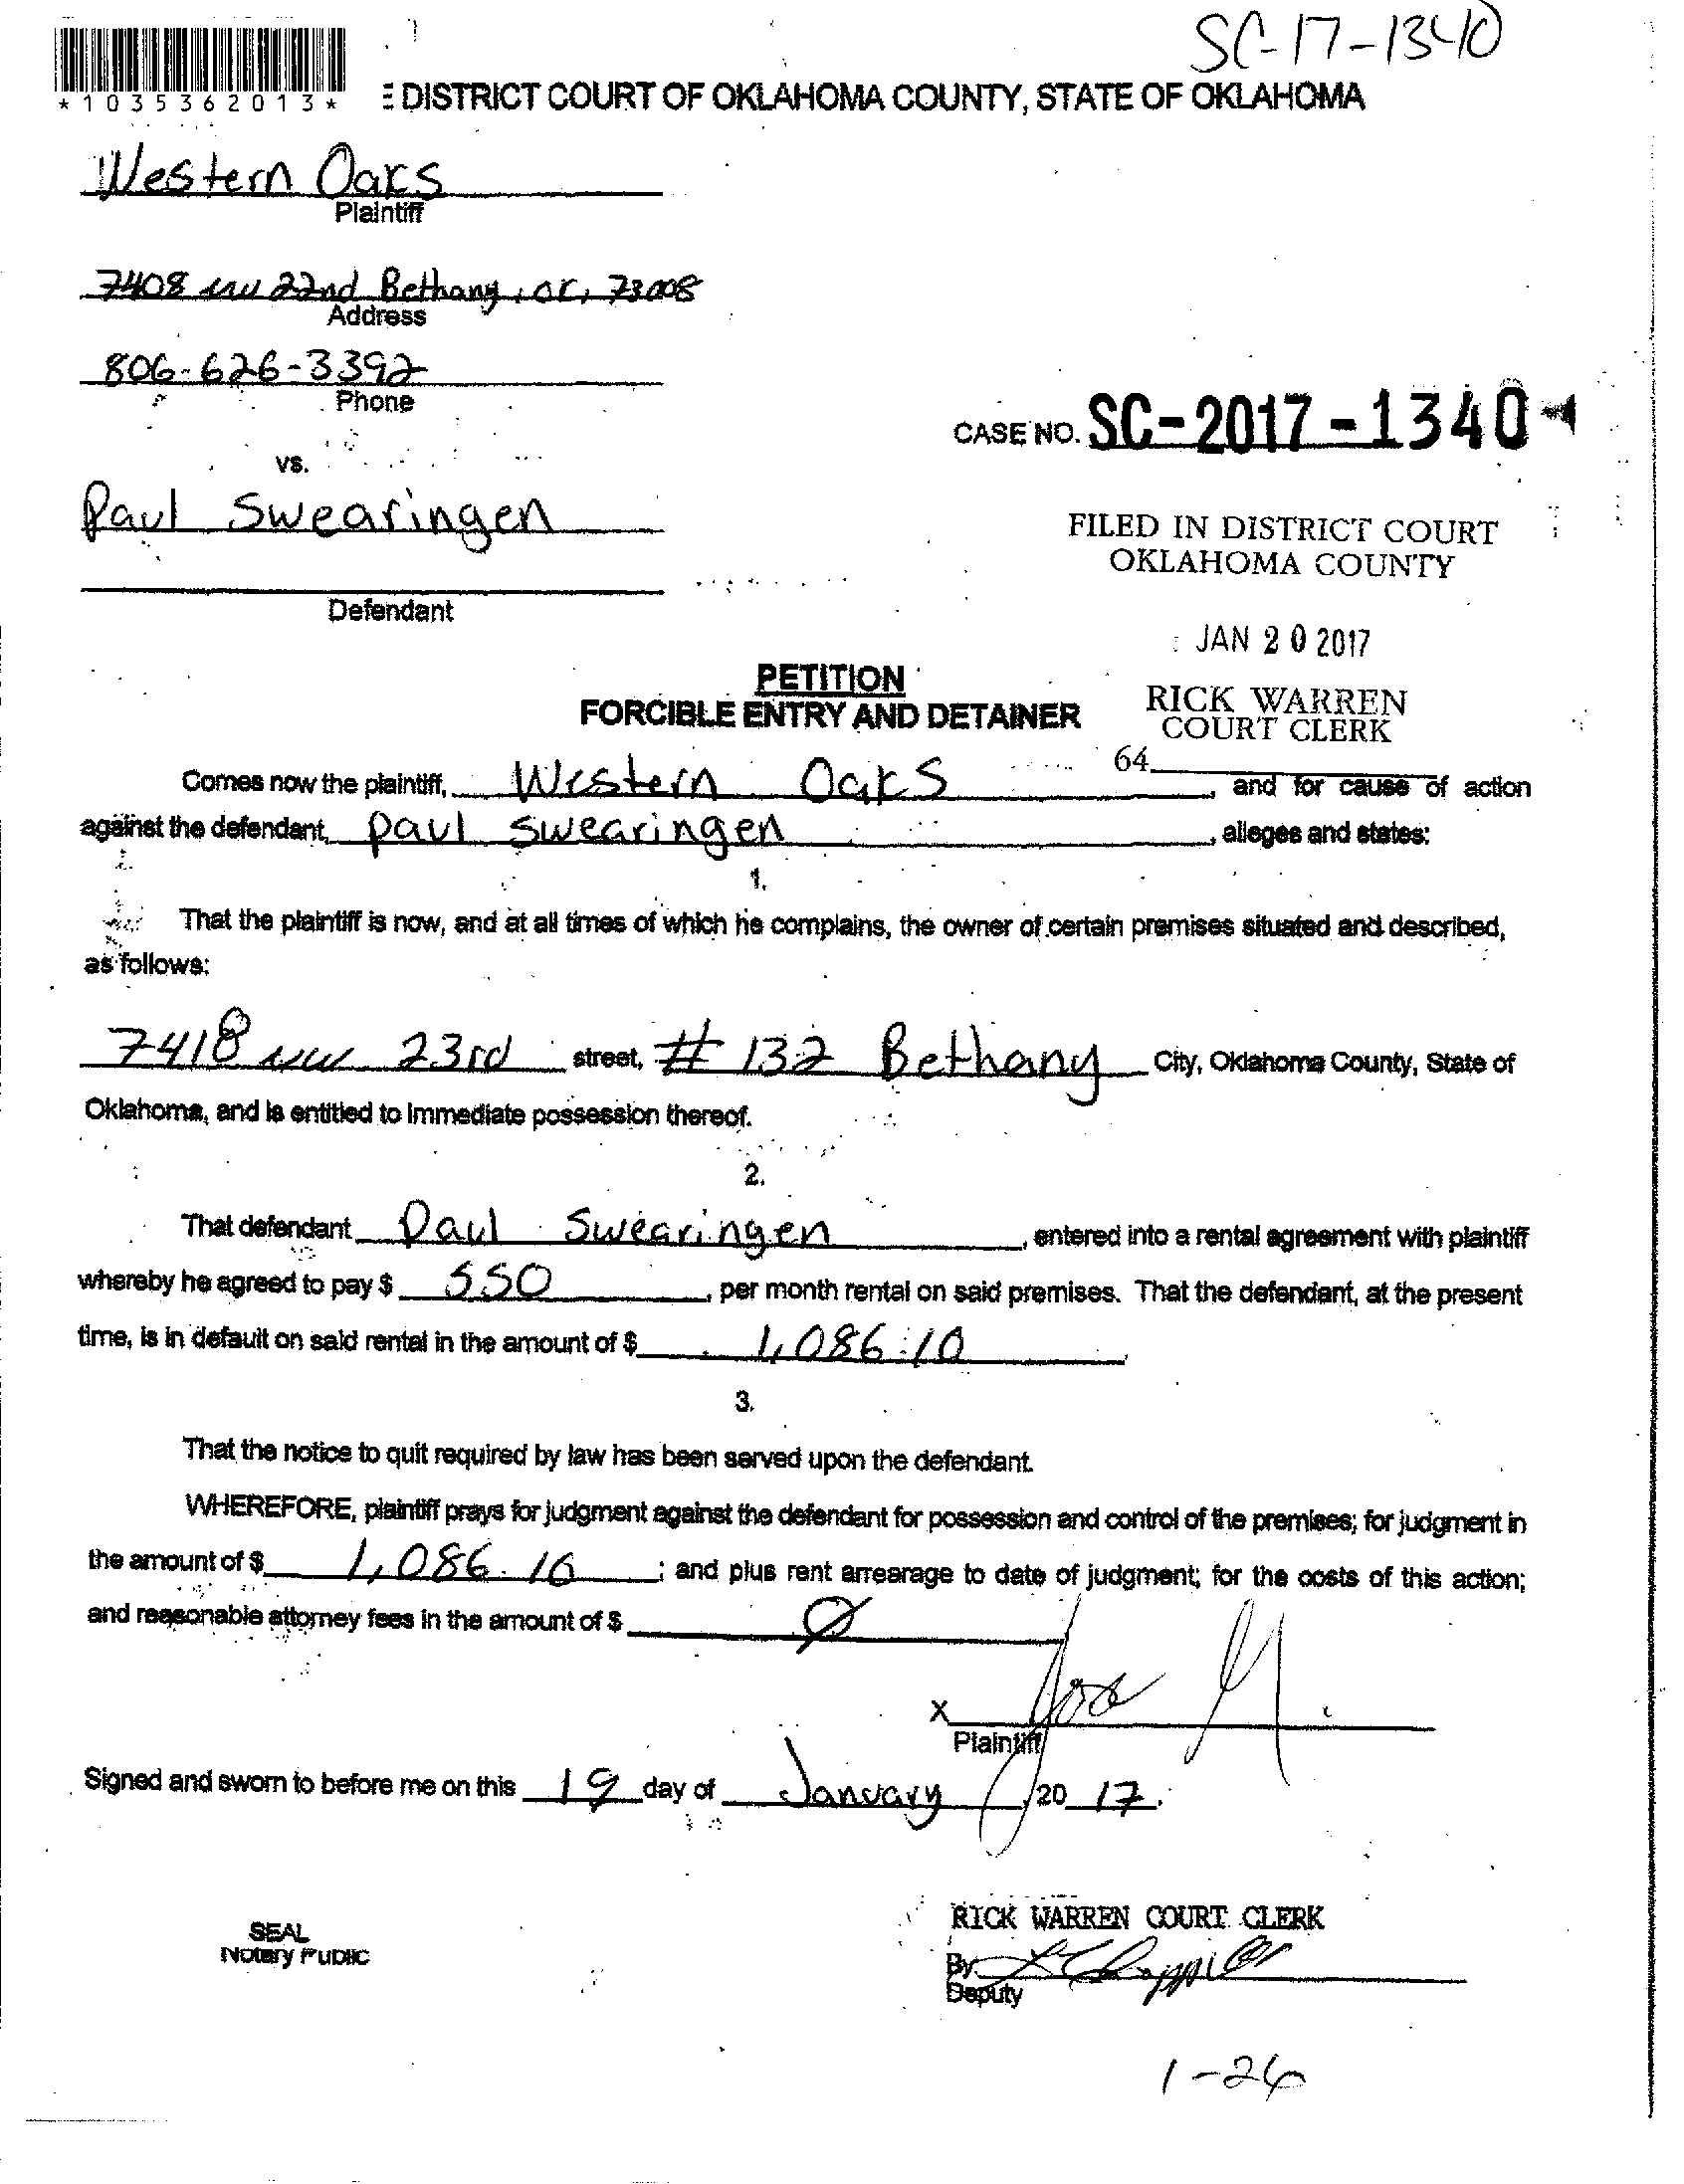 SC-17-1340
*1035362013*
E DISTRICT COURT OF OKLAHOMA COUNTY, STATE OF OKLAHOMA
Western Oaks
Plaintiff
7408 nw 22nd Bethany, ok, 73008
Address
806-626-3392
Phone
CASE NO. SC-2017-1340
vs.
Paul Swearingen
FILED IN DISTRICT COURT
OKLAHOMA COUNTY
Defendant
JAN 20 2017
PETITION
FORCIBLE ENTRY AND DETAINER
RICK WARREN
COURT CLERK
64
Comes now the plaintiff, Western Oaks, and for cause of action
against the defendant, Paul Swearingen, alleges and states:
1.
That the plaintiff is now, and at all times of which he complains, the owner of certain premises situated and described,
as follows:
7418 NW 23rd street, # 132 Bethany City, Oklahoma County, State of
Oklahoma, and is entitled to immediate possession thereof.
2.
That defendant Paul Swearingen, entered into a rental agreement with plaintiff
whereby he agreed to pay $ 550, per month rental on said premises. That the defendant, at the present
time, is in default on said rental in the amount of $ 1,086.10
3.
That the notice to quit required by law has been served upon the defendant.
WHEREFORE, plaintiff prays for judgment against the defendant for possession and control of the premises; for judgment in
the amount of $ 1,086.10; and plus rent arrearage to date of judgment; for the costs of this action;
and reasonable attorney fees in the amount of $ Ø
X
Plaintiff
Signed and sworn to before me on this 19 day of January, 20 17.
RICK WARREN COURT CLERK
SEAL
Notary Public
By
Deputy
1-26